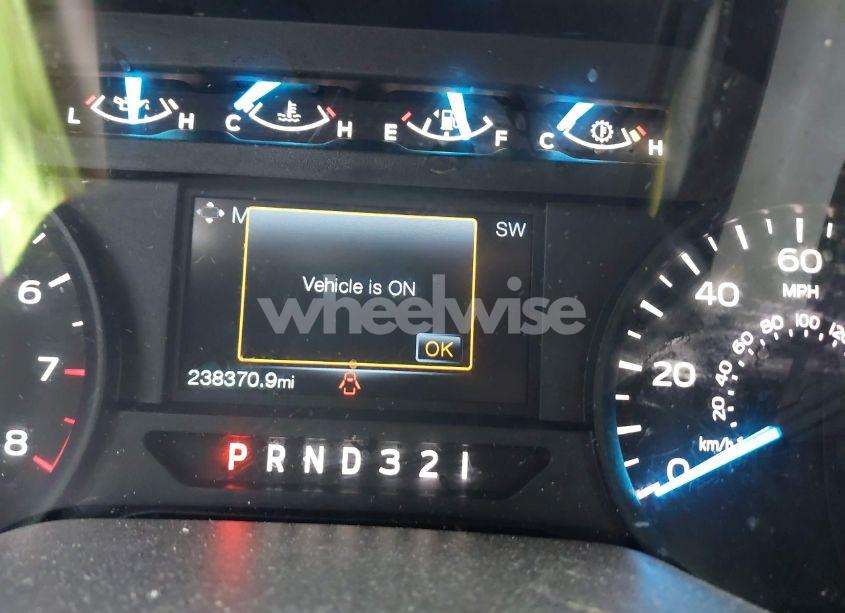 L H C H E F C H
M
SW
Vehicle is ON
OK
238370.9mi
6
7
8
P R N D 3 2 1
0
20
40
60
MPH
20
40
60
80
100
120
km/h
wheelwise